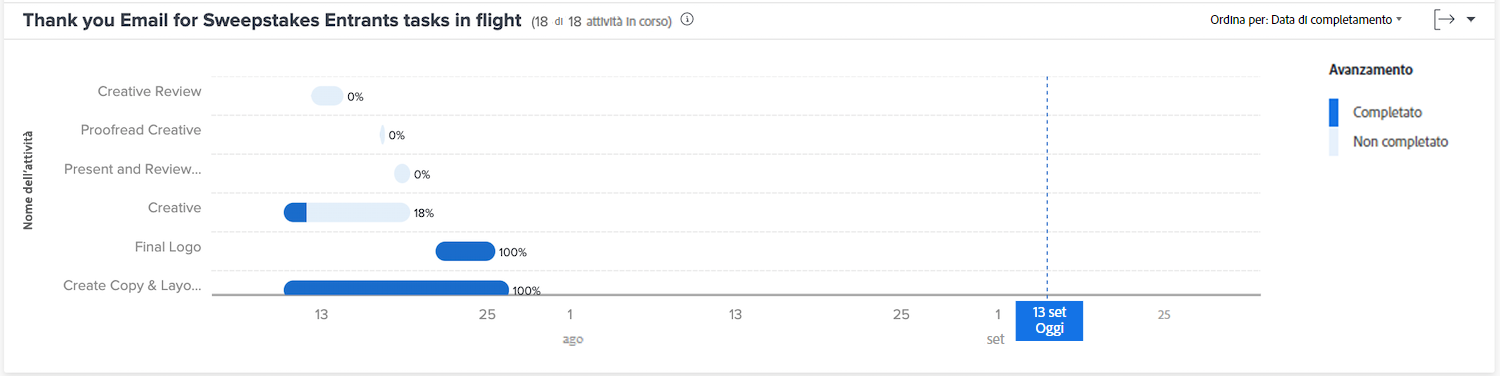 Thank you Email for Sweepstakes Entrants tasks in flight (18 di 18 attività in corso)
Ordina per: Data di completamento
Avanzamento
Completato
Non completato
Nome dell'attività
Creative Review 0%
Proofread Creative 0%
Present and Review... 0%
Creative 18%
Final Logo 100%
Create Copy & Layo... 100%
13 25 1 13 25 1 13 set 25
ago set Oggi